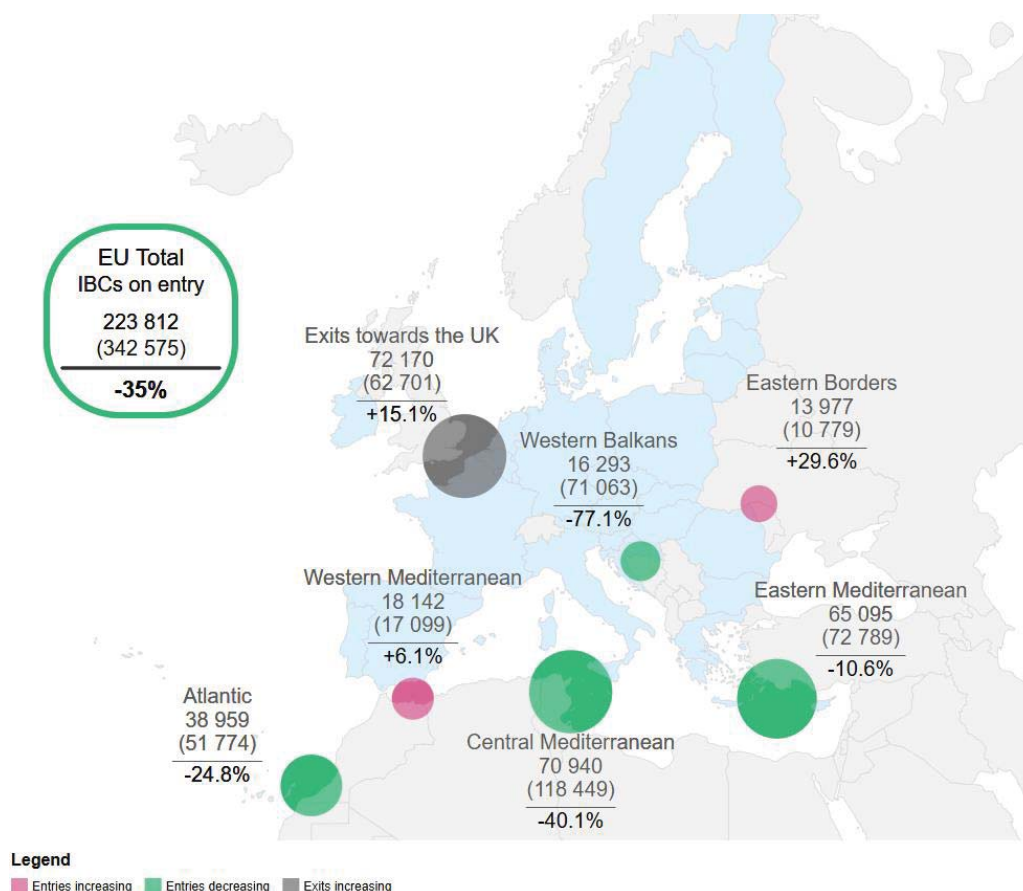 EU Total
IBCs on entry
223 812
(342 575)
-35%
Exits towards the UK
72 170
(62 701)
+15.1%
Eastern Borders
13 977
(10 779)
+29.6%
Western Balkans
16 293
(71 063)
-77.1%
Western Mediterranean
18 142
(17 099)
+6.1%
Eastern Mediterranean
65 095
(72 789)
-10.6%
Atlantic
38 959
(51 774)
-24.8%
Central Mediterranean
70 940
(118 449)
-40.1%
Legend
Entries increasing Entries decreasing Exits increasing